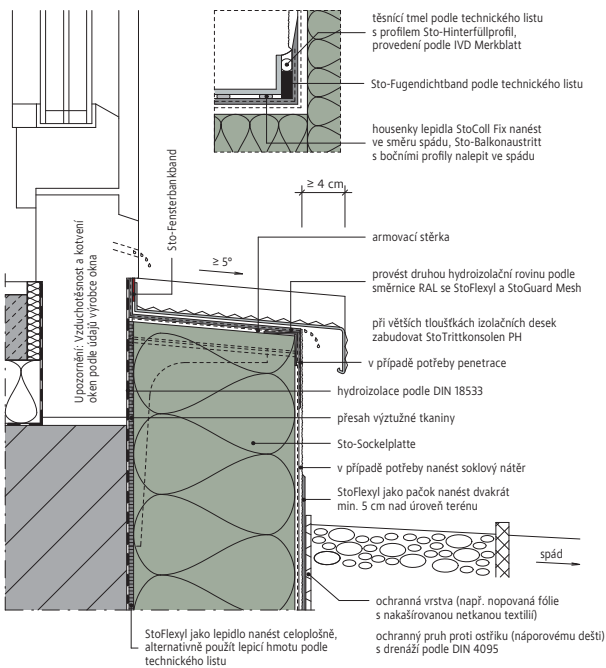 těsnící tmel podle technického listu
s profilem Sto-Hinterfüllprofil,
provedení podle IVD Merkblatt
Sto-Fugendichtband podle technického listu
housenky lepidla StoColl Fix nanést
ve směru spádu, Sto-Balkonaustritt
s bočními profily nalepit ve spádu
≥ 4 cm
Sto-Fensterbankband
≥ 5°
armovací stěrka
Upozornění: Vzduchotěsnost a kotvení
oken podle údajů výrobce okna
provést druhou hydroizolační rovinu podle
směrnice RAL se StoFlexyl a StoGuard Mesh
při větších tloušťkách izolačních desek
zabudovat StoTrittkonsolen PH
v případě potřeby penetrace
hydroizolace podle DIN 18533
přesah výztužné tkaniny
Sto-Sockelplatte
v případě potřeby nanést soklový nátěr
StoFlexyl jako pačok nanést dvakrát
min. 5 cm nad úroveň terénu
spád
ochranná vrstva (např. nopovaná fólie
s nakašírovanou netkanou textilií)
ochranný pruh proti ostřiku (náporovému dešti)
s drenáží podle DIN 4095
StoFlexyl jako lepidlo nanést celoplošně,
alternativně použít lepicí hmotu podle
technického listu